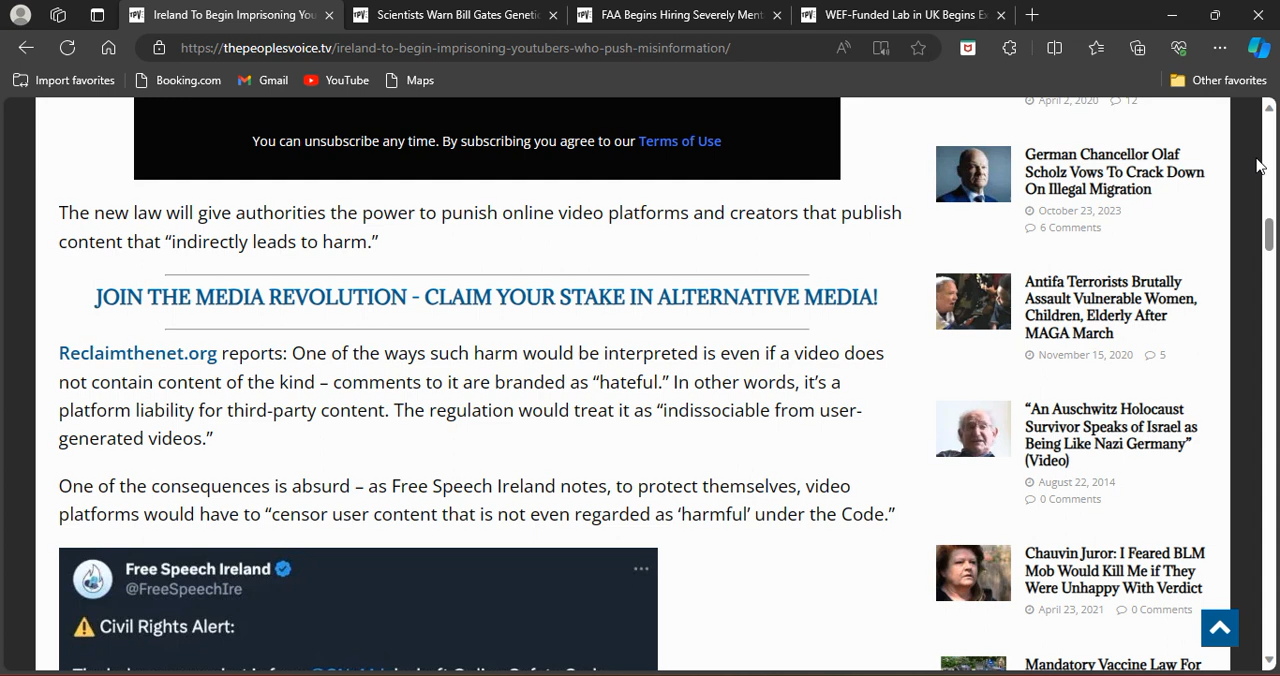 Ireland To Begin Imprisoning You
Scientists Warn Bill Gates Geneti
FAA Begins Hiring Severely Ment
WEF-Funded Lab in UK Begins E
https://thepeoplesvoice.tv/ireland-to-begin-imprisoning-youtubers-who-push-misinformation/
Import favorites
Booking.com
Gmail
YouTube
Maps
Other favorites
You can unsubscribe any time. By subscribing you agree to our Terms of Use
The new law will give authorities the power to punish online video platforms and creators that publish
content that “indirectly leads to harm.”
JOIN THE MEDIA REVOLUTION - CLAIM YOUR STAKE IN ALTERNATIVE MEDIA!
Reclaimthenet.org reports: One of the ways such harm would be interpreted is even if a video does
not contain content of the kind – comments to it are branded as “hateful.” In other words, it’s a
platform liability for third-party content. The regulation would treat it as “indissociable from user-
generated videos.”
One of the consequences is absurd – as Free Speech Ireland notes, to protect themselves, video
platforms would have to “censor user content that is not even regarded as ‘harmful’ under the Code.”
Free Speech Ireland
@FreeSpeechIre
Civil Rights Alert:
April 2, 2020 12
German Chancellor Olaf
Scholz Vows To Crack Down
On Illegal Migration
October 23, 2023
6 Comments
Antifa Terrorists Brutally
Assault Vulnerable Women,
Children, Elderly After
MAGA March
November 15, 2020 5
“An Auschwitz Holocaust
Survivor Speaks of Israel as
Being Like Nazi Germany”
(Video)
August 22, 2014
0 Comments
Chauvin Juror: I Feared BLM
Mob Would Kill Me if They
Were Unhappy With Verdict
April 23, 2021 0 Comments
Mandatory Vaccine Law For